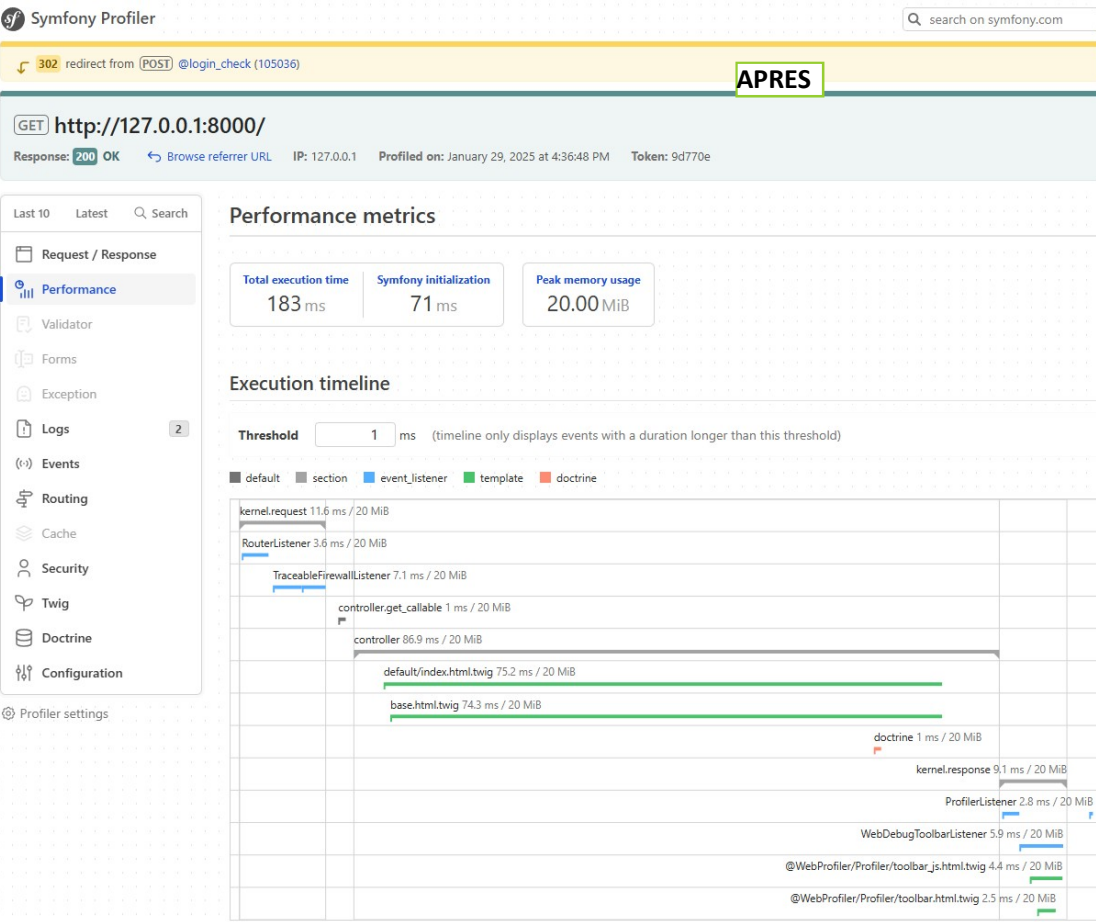 Symfony Profiler
search on symfony.com
302 redirect from POST @login_check (105036)
APRES
GET http://127.0.0.1:8000/
Response: 200 OK Browse referrer URL IP: 127.0.0.1 Profiled on: January 29, 2025 at 4:36:48 PM Token: 9d770e
Last 10 Latest Search
Request / Response
Performance
Validator
Forms
Exception
Logs 2
Events
Routing
Cache
Security
Twig
Doctrine
Configuration
Profiler settings
Performance metrics
Total execution time Symfony initialization Peak memory usage
183 ms 71 ms 20.00 MiB
Execution timeline
Threshold 1 ms (timeline only displays events with a duration longer than this threshold)
default section event_listener template doctrine
kernel.request 11.6 ms / 20 MiB
RouterListener 3.6 ms / 20 MiB
TraceableFirewallListener 7.1 ms / 20 MiB
controller.get_callable 1 ms / 20 MiB
controller 86.9 ms / 20 MiB
default/index.html.twig 75.2 ms / 20 MiB
base.html.twig 74.3 ms / 20 MiB
doctrine 1 ms / 20 MiB
kernel.response 9.1 ms / 20 MiB
ProfilerListener 2.8 ms / 20 MiB
WebDebugToolbarListener 5.9 ms / 20 MiB
@WebProfiler/Profiler/toolbar_js.html.twig 4.4 ms / 20 MiB
@WebProfiler/Profiler/toolbar.html.twig 2.5 ms / 20 MiB